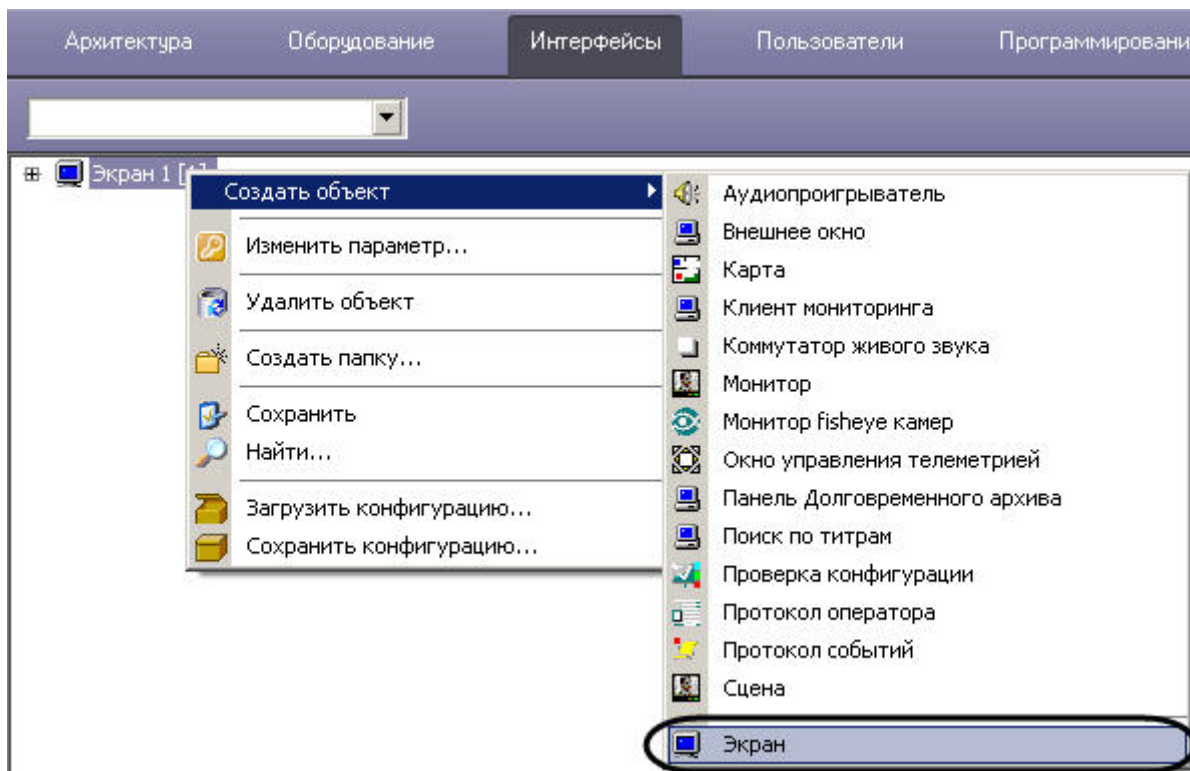 Архитектура Оборудование Интерфейсы Пользователи Программировани
Экран 1 [1]
Создать объект
Изменить параметр...
Удалить объект
Создать папку...
Сохранить
Найти...
Загрузить конфигурацию...
Сохранить конфигурацию...
Аудиопроигрыватель
Внешнее окно
Карта
Клиент мониторинга
Коммутатор живого звука
Монитор
Монитор fisheye камер
Окно управления телеметрией
Панель Долговременного архива
Поиск по титрам
Проверка конфигурации
Протокол оператора
Протокол событий
Сцена
Экран